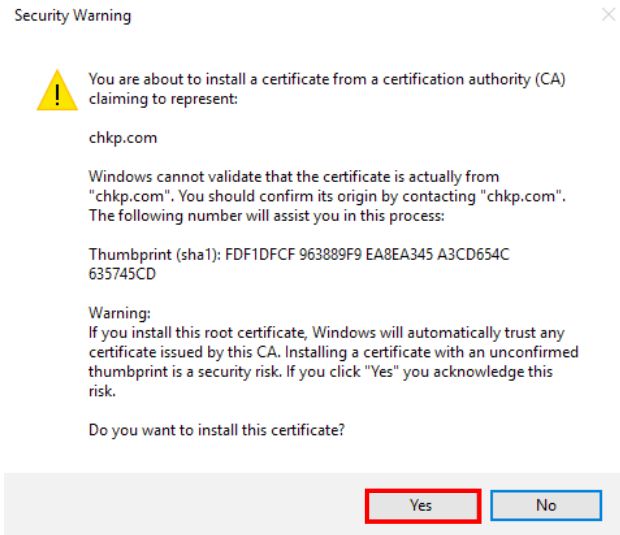 Security Warning
You are about to install a certificate from a certification authority (CA)
claiming to represent:
chkp.com
Windows cannot validate that the certificate is actually from
"chkp.com". You should confirm its origin by contacting "chkp.com".
The following number will assist you in this process:
Thumbprint (sha1): FDF1DFCF 963889F9 EA8EA345 A3CD654C
635745CD
Warning:
If you install this root certificate, Windows will automatically trust any
certificate issued by this CA. Installing a certificate with an unconfirmed
thumbprint is a security risk. If you click "Yes" you acknowledge this
risk.
Do you want to install this certificate?
Yes No